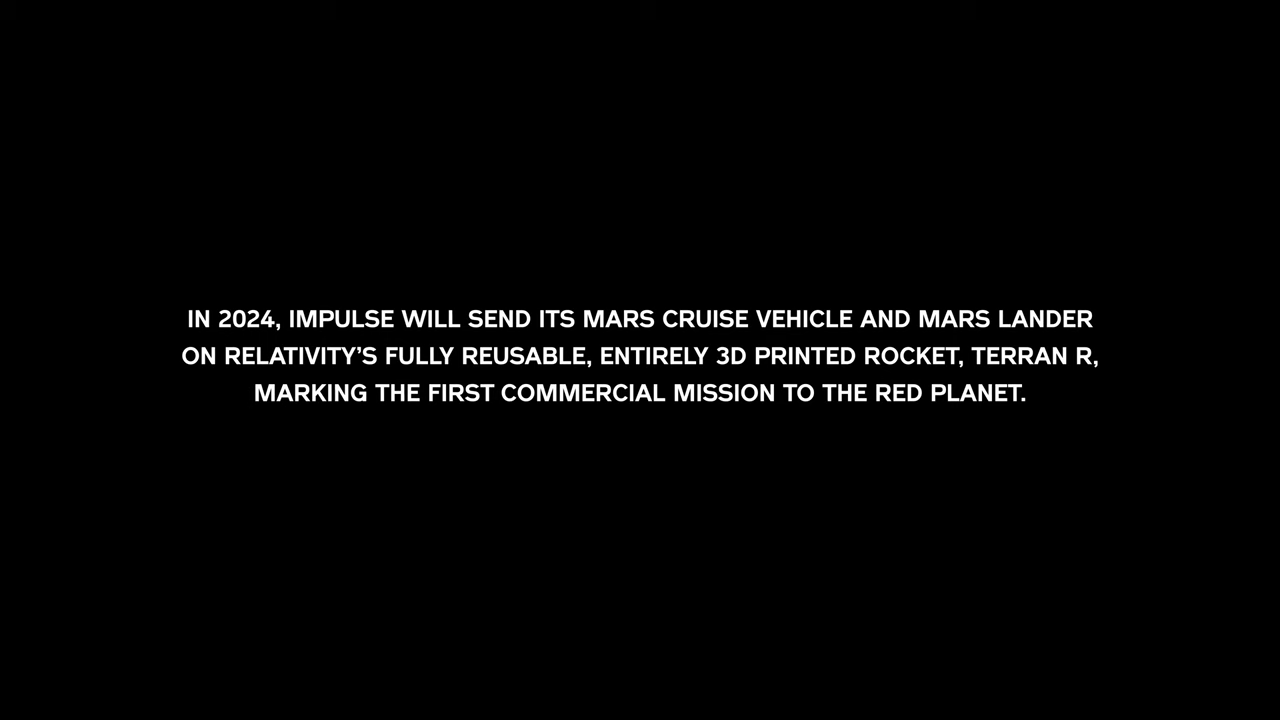 IN 2024, IMPULSE WILL SEND ITS MARS CRUISE VEHICLE AND MARS LANDER
ON RELATIVITY’S FULLY REUSABLE, ENTIRELY 3D PRINTED ROCKET, TERRAN R,
MARKING THE FIRST COMMERCIAL MISSION TO THE RED PLANET.